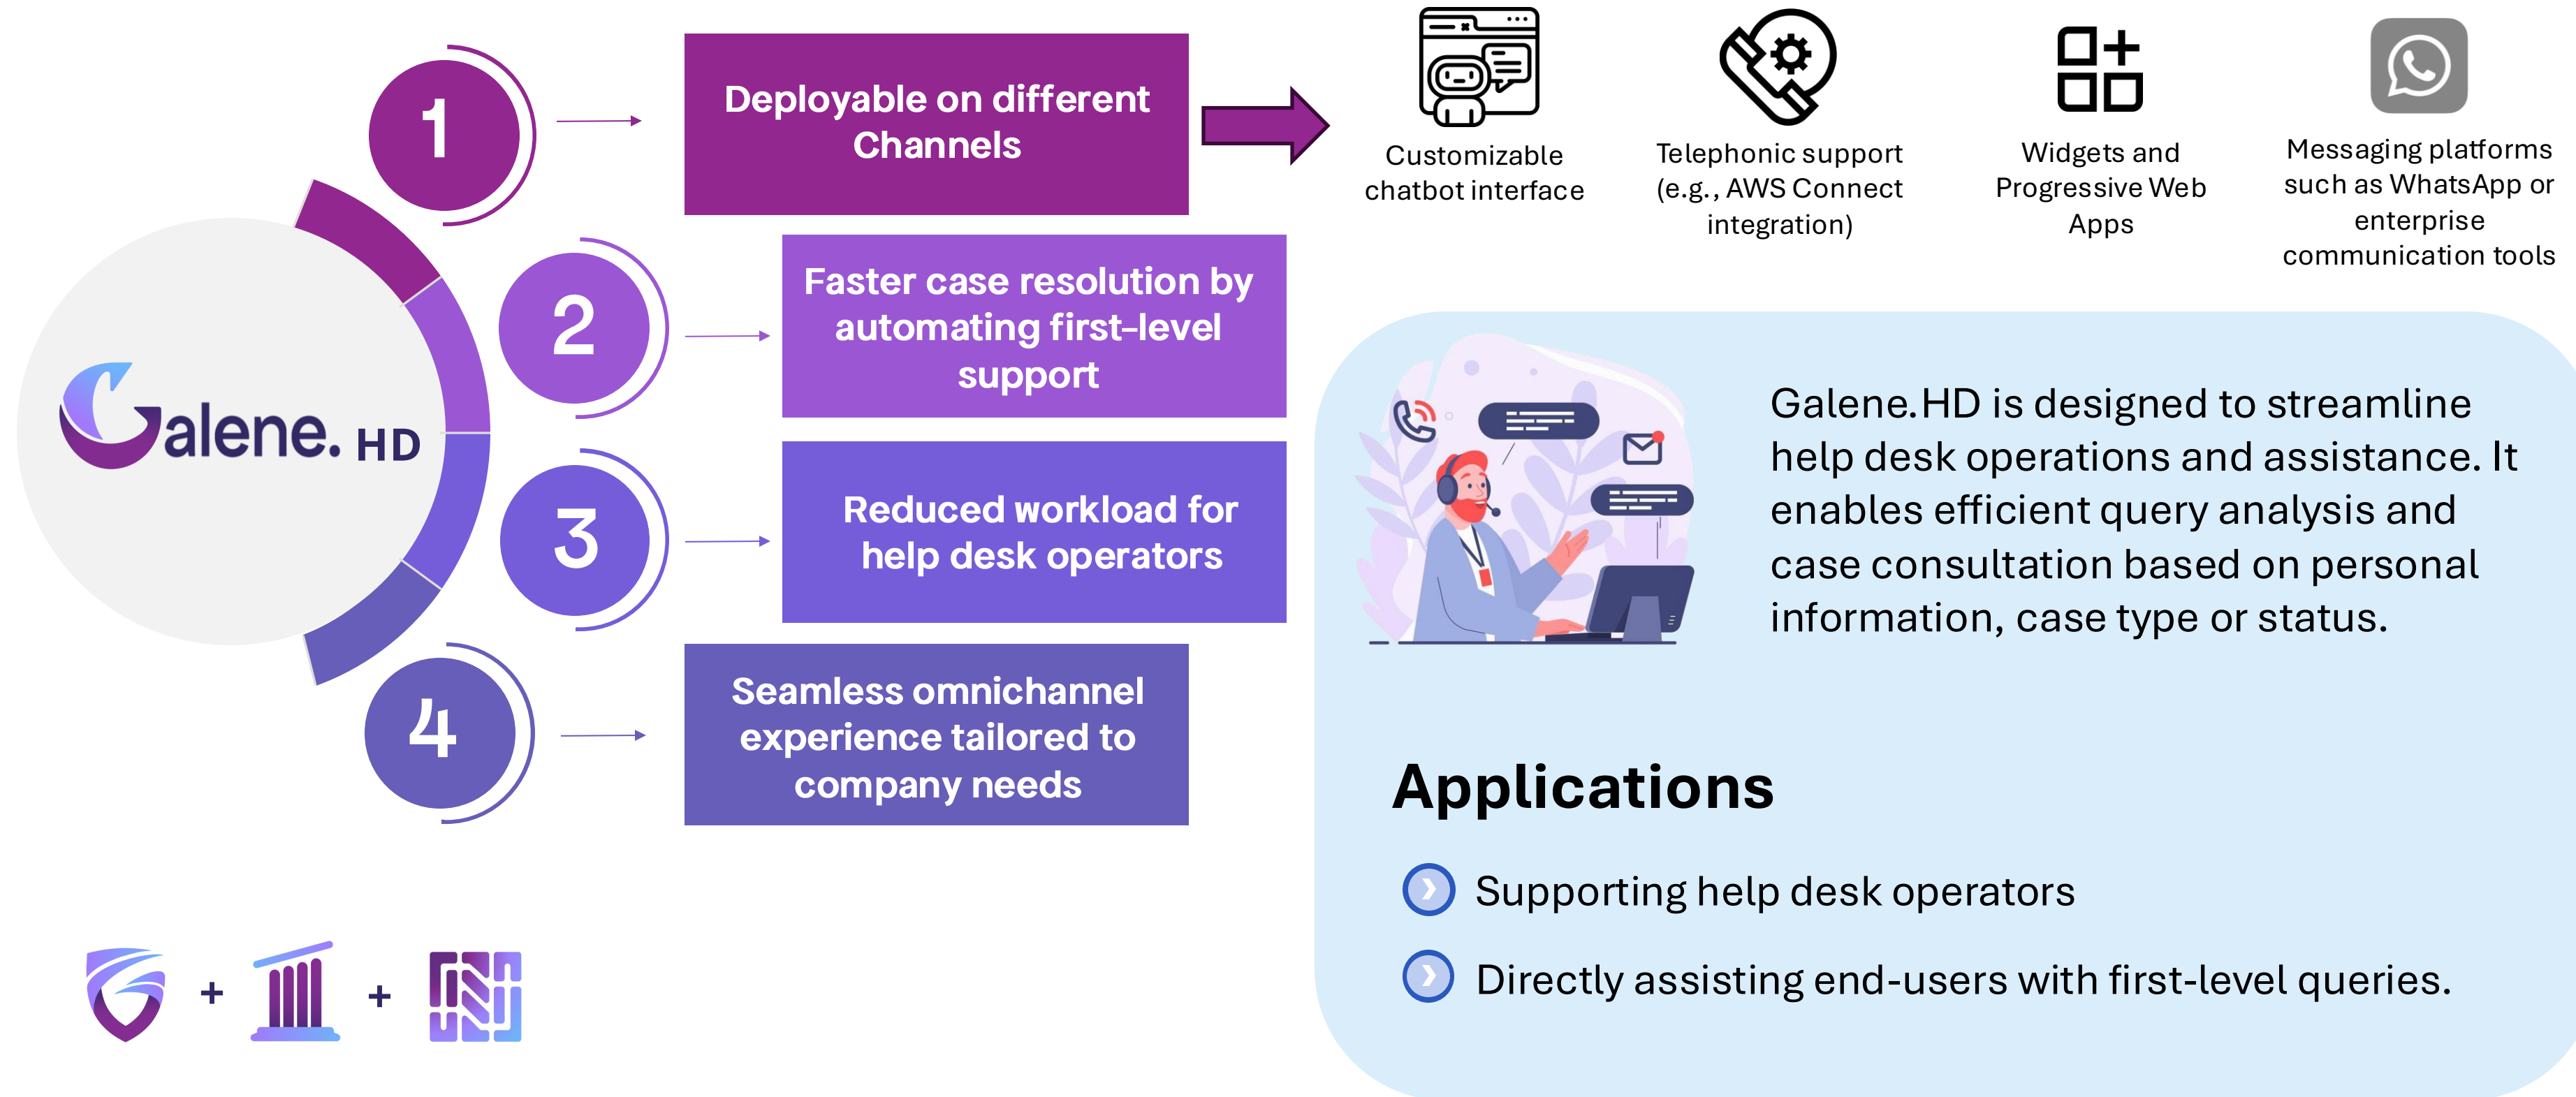 1
Deployable on different
Channels
Customizable
chatbot interface
Telephonic support
(e.g., AWS Connect
integration)
Widgets and
Progressive Web
Apps
Messaging platforms
such as WhatsApp or
enterprise
communication tools
2
Faster case resolution by
automating first-level
support
Galene. HD
3
Reduced workload for
help desk operators
4
Seamless omnichannel
experience tailored to
company needs
Galene.HD is designed to streamline
help desk operations and assistance. It
enables efficient query analysis and
case consultation based on personal
information, case type or status.
Applications
Supporting help desk operators
Directly assisting end-users with first-level queries.
+ +